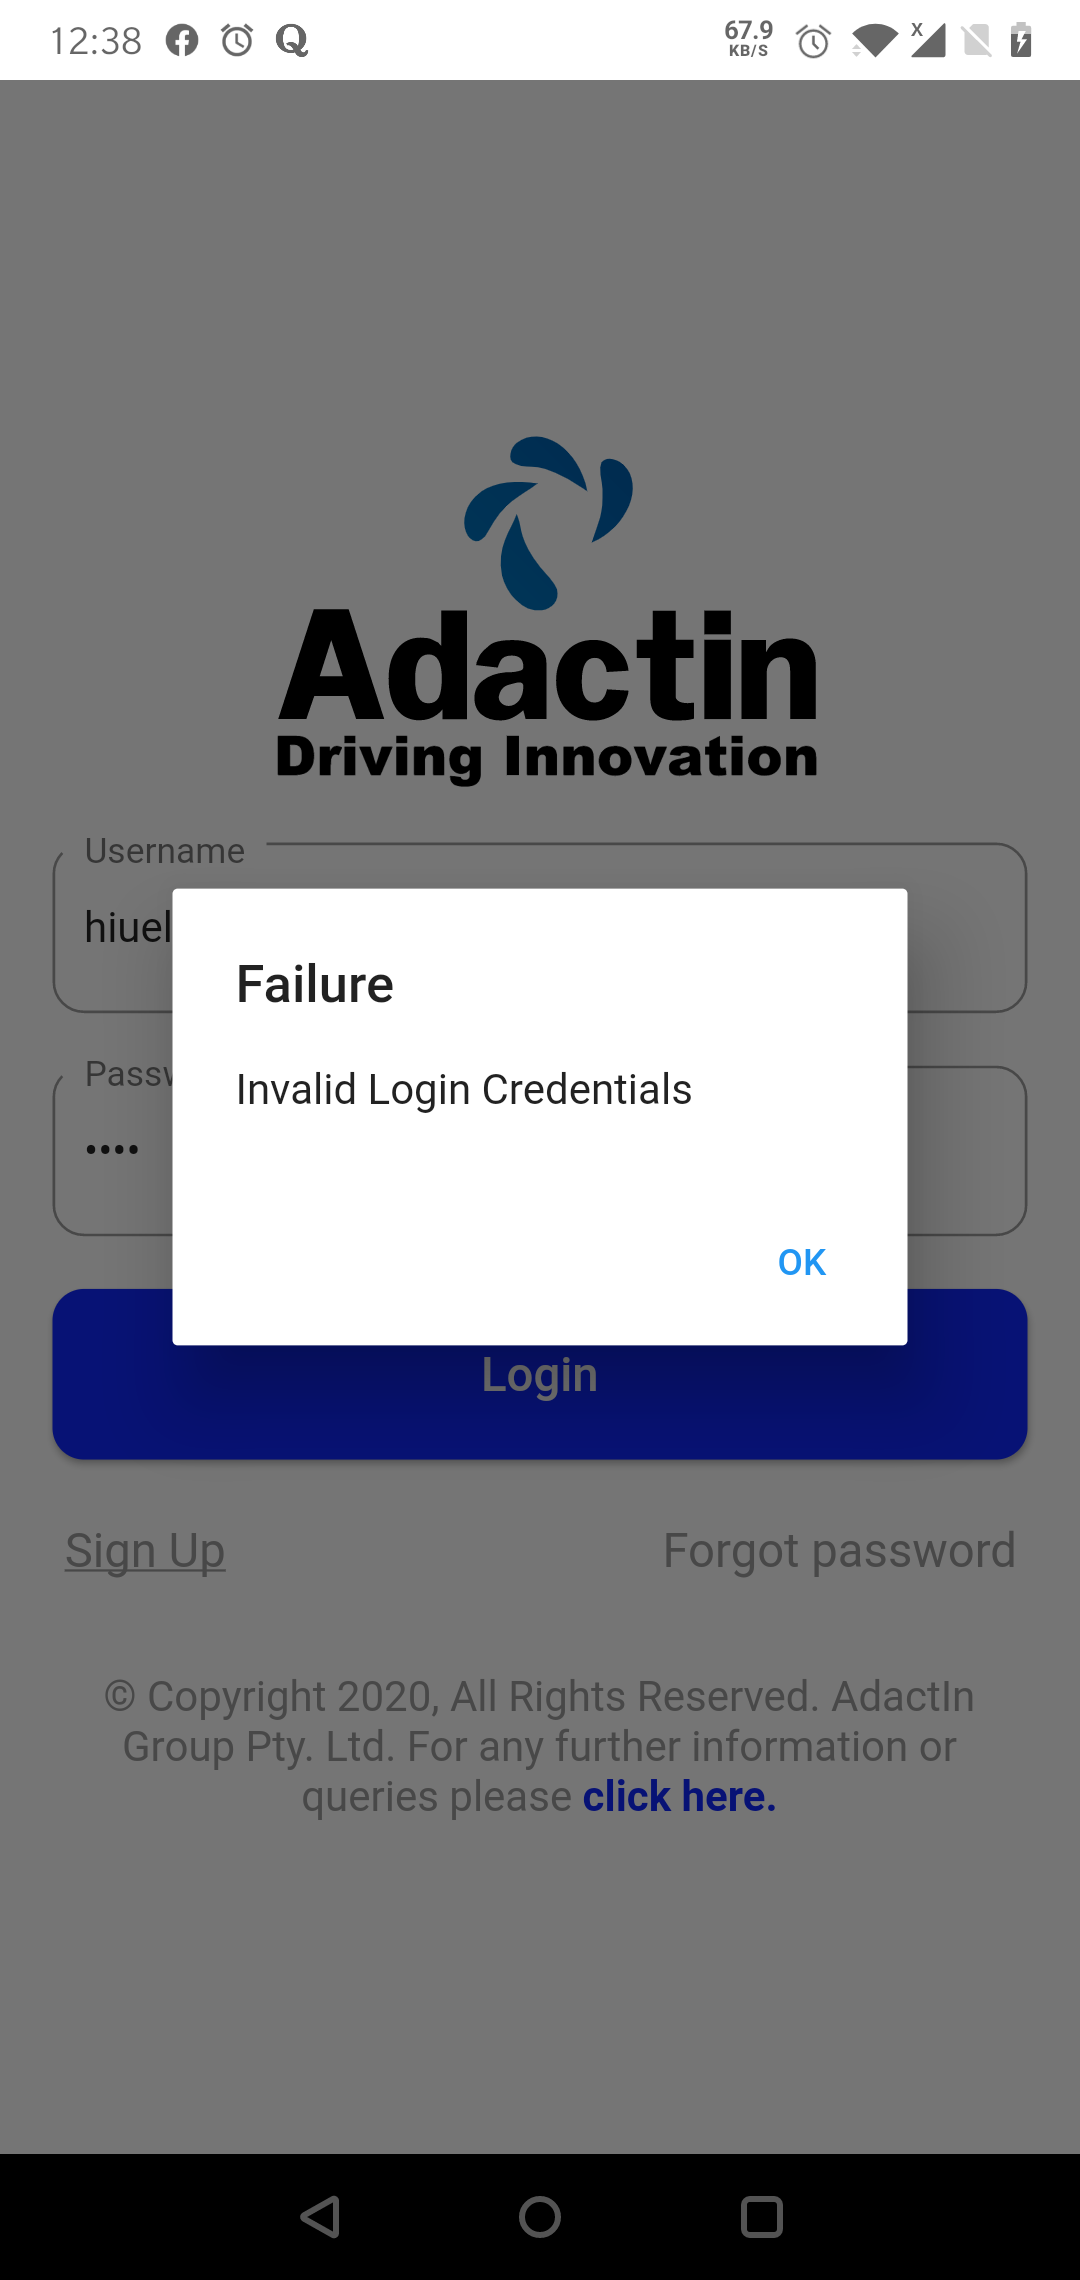 12:38
67.9
KB/S
X
Adactin
Driving Innovation
Username
hiuel
Failure
Invalid Login Credentials
OK
••••
Login
Sign Up
Forgot password
© Copyright 2020, All Rights Reserved. AdactIn
Group Pty. Ltd. For any further information or
queries please click here.